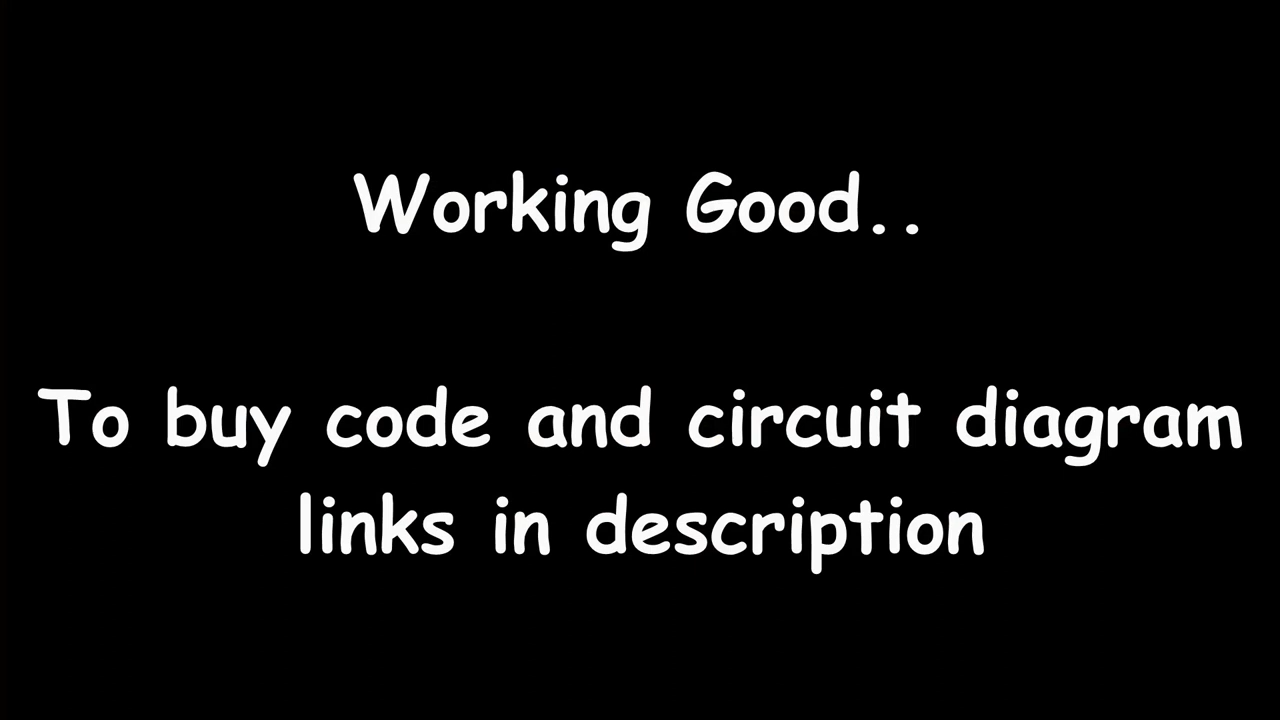 Working Good..
To buy code and circuit diagram
links in description